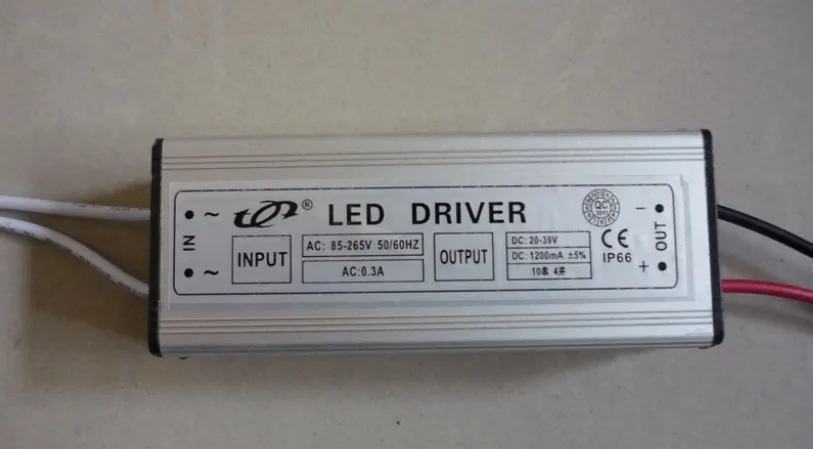 ~ ® LED DRIVER QC −
IN INPUT AC: 85-265V 50/60HZ OUTPUT DC: 20-39V CE OUT
AC:0.3A DC: 1200mA ±5% IP66
~ 10串 4并 +